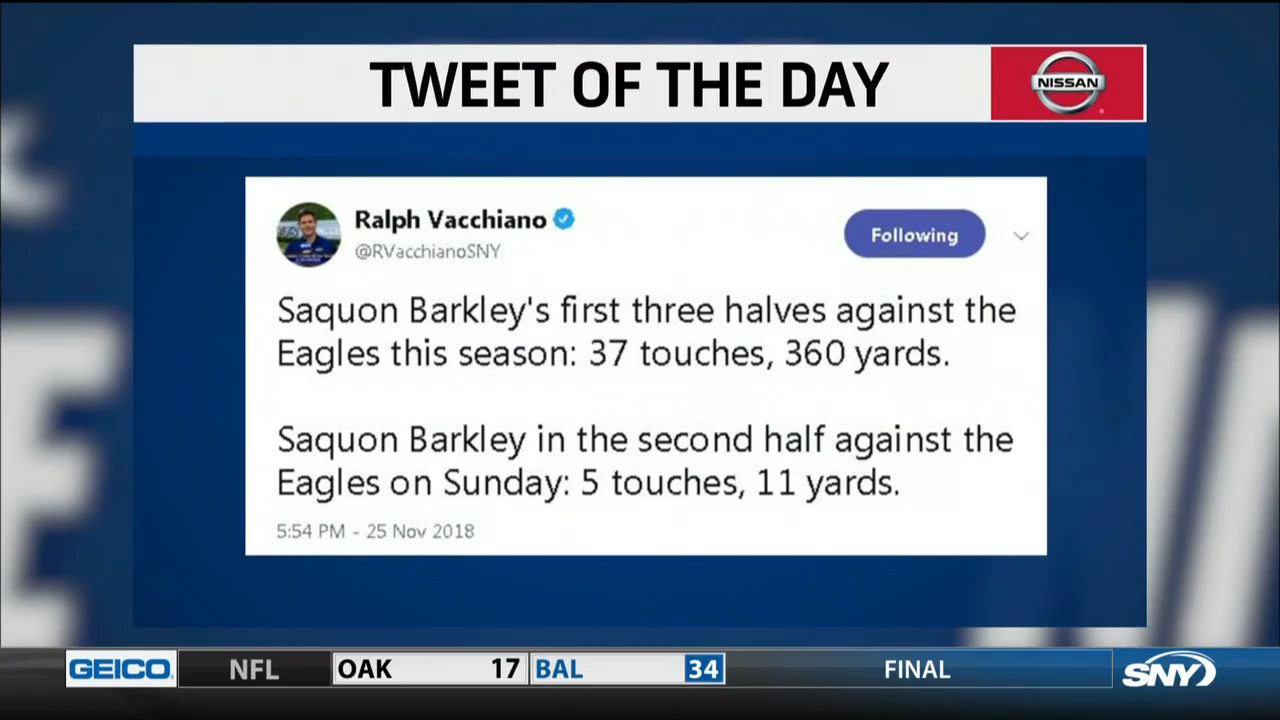 TWEET OF THE DAY
NISSAN
Ralph Vacchiano
@RVacchianoSNY
Following
Saquon Barkley's first three halves against the
Eagles this season: 37 touches, 360 yards.
Saquon Barkley in the second half against the
Eagles on Sunday: 5 touches, 11 yards.
5:54 PM - 25 Nov 2018
GEICO NFL OAK 17 BAL 34 FINAL SNY